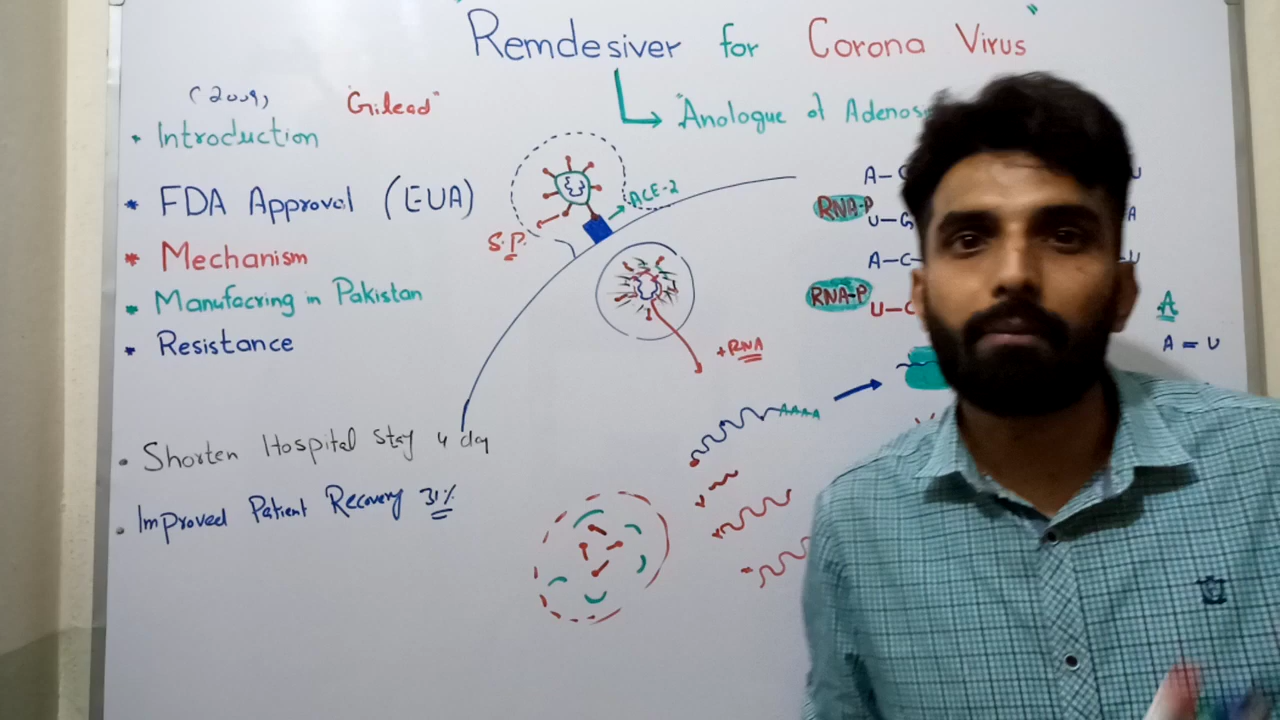 Remdesiver for Corona Virus"
"Anologue of Adenos
(2009) "Gilead"
• Introduction
* FDA Approval (EUA)
* Mechanism
* Manufacring in Pakistan
* Resistance
• Shorten Hospital Stay 4 day
• Improved Patient Recovery 31%
ACE-2
S.P.
+RNA
AAAA
A-C
RNA-P
U-G
A-C
RNA-P
U-C
U
A
U
A
A = U